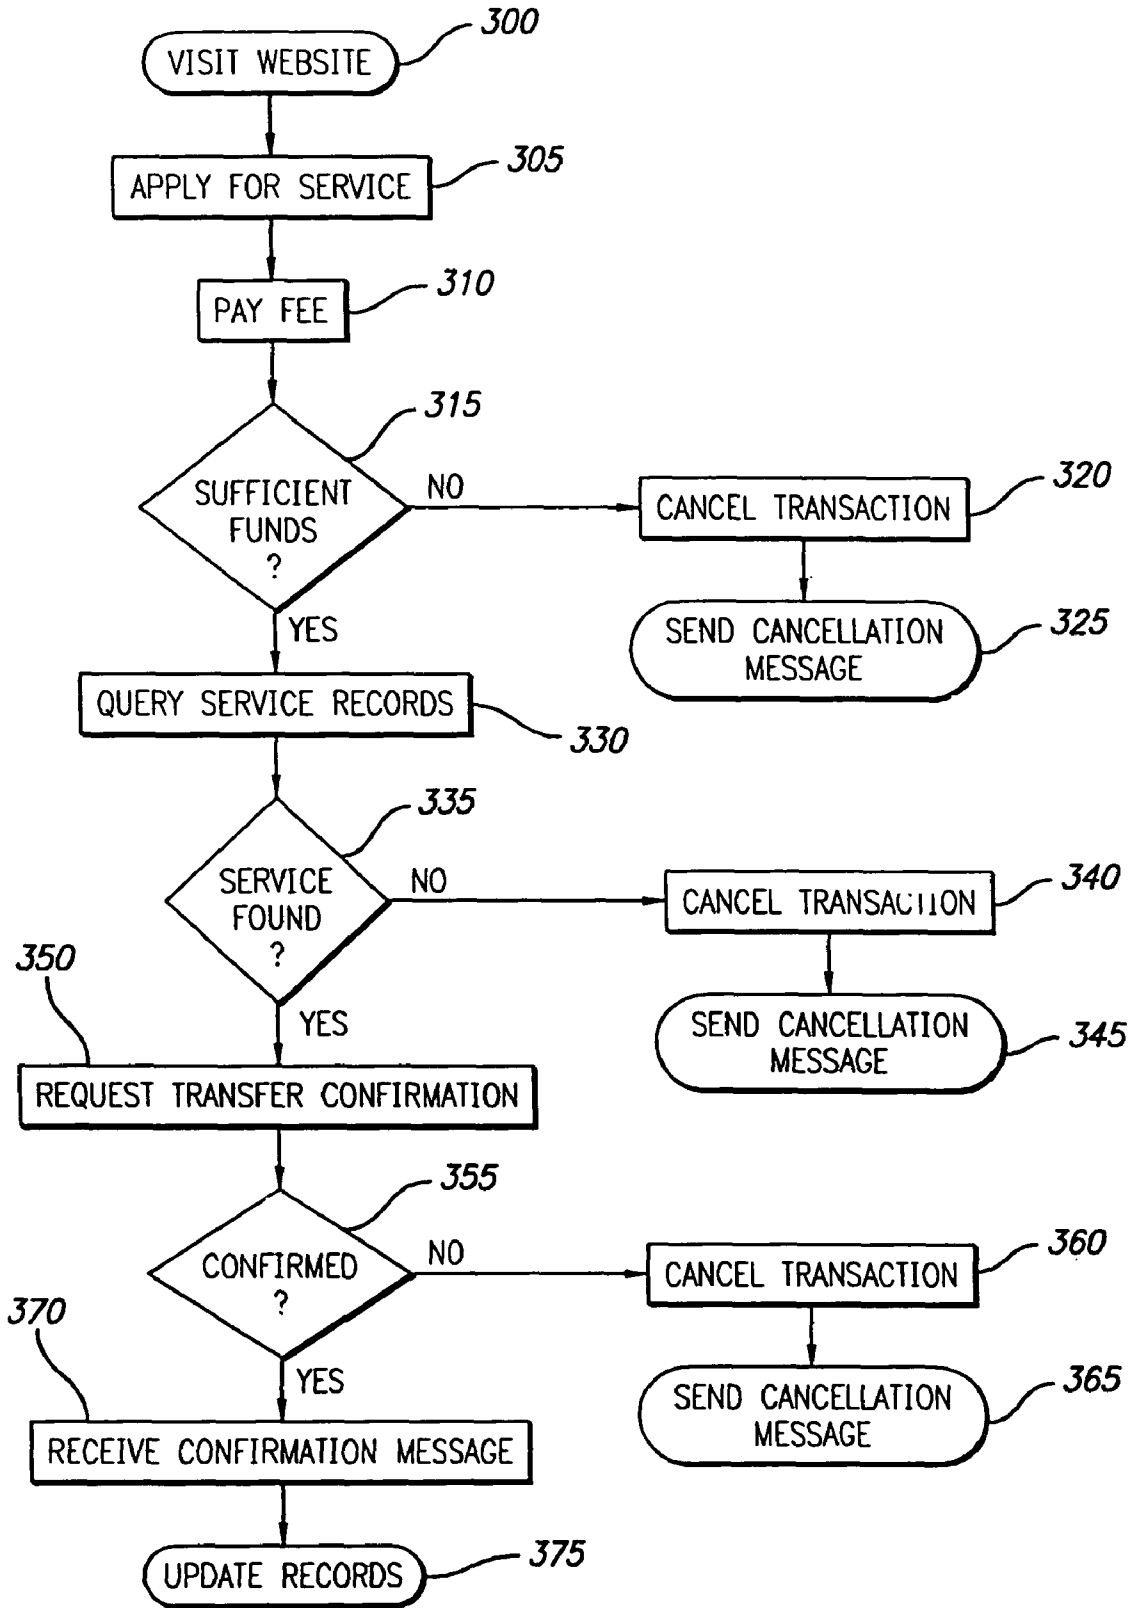 300
VISIT WEBSITE
305
APPLY FOR SERVICE
310
PAY FEE
315
SUFFICIENT
FUNDS
?
NO
320
CANCEL TRANSACTION
YES
325
SEND CANCELLATION
MESSAGE
QUERY SERVICE RECORDS
330
335
SERVICE
FOUND
?
NO
340
CANCEL TRANSACTION
350
YES
345
SEND CANCELLATION
MESSAGE
REQUEST TRANSFER CONFIRMATION
355
CONFIRMED
?
NO
360
CANCEL TRANSACTION
370
YES
365
SEND CANCELLATION
MESSAGE
RECEIVE CONFIRMATION MESSAGE
375
UPDATE RECORDS